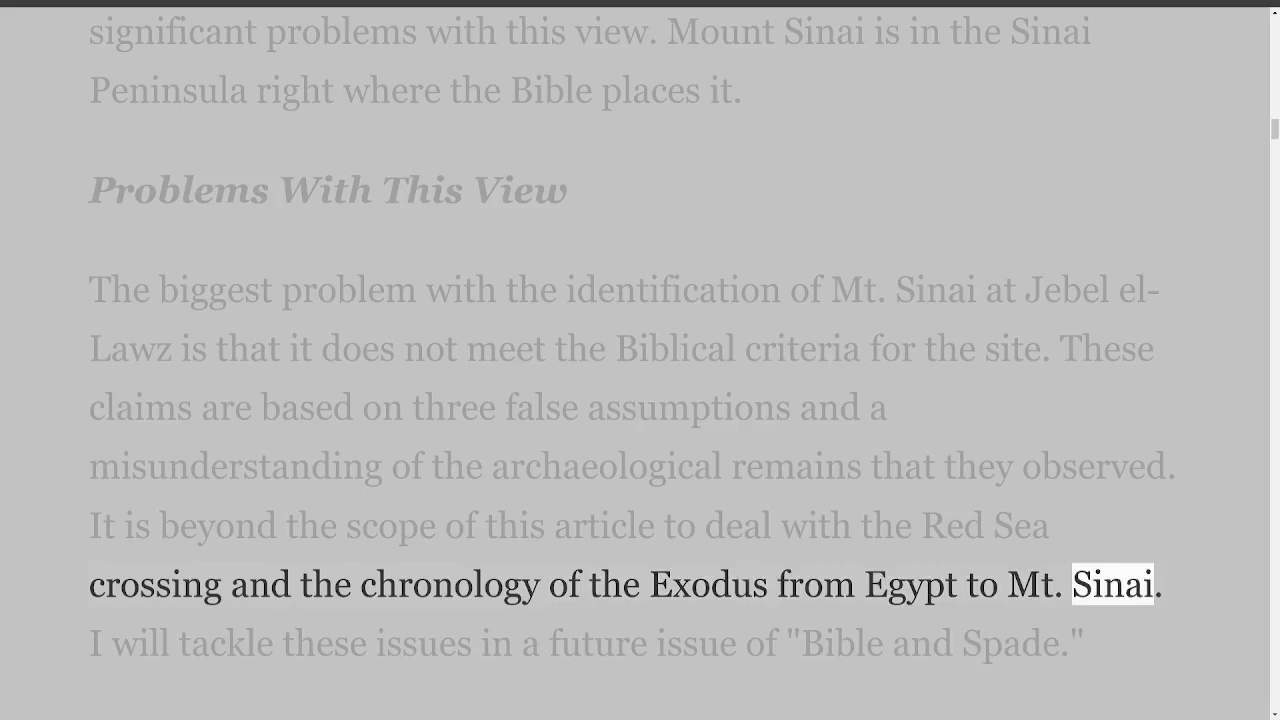 significant problems with this view. Mount Sinai is in the Sinai
Peninsula right where the Bible places it.
Problems With This View
The biggest problem with the identification of Mt. Sinai at Jebel el-
Lawz is that it does not meet the Biblical criteria for the site. These
claims are based on three false assumptions and a
misunderstanding of the archaeological remains that they observed.
It is beyond the scope of this article to deal with the Red Sea
crossing and the chronology of the Exodus from Egypt to Mt. Sinai.
I will tackle these issues in a future issue of "Bible and Spade."